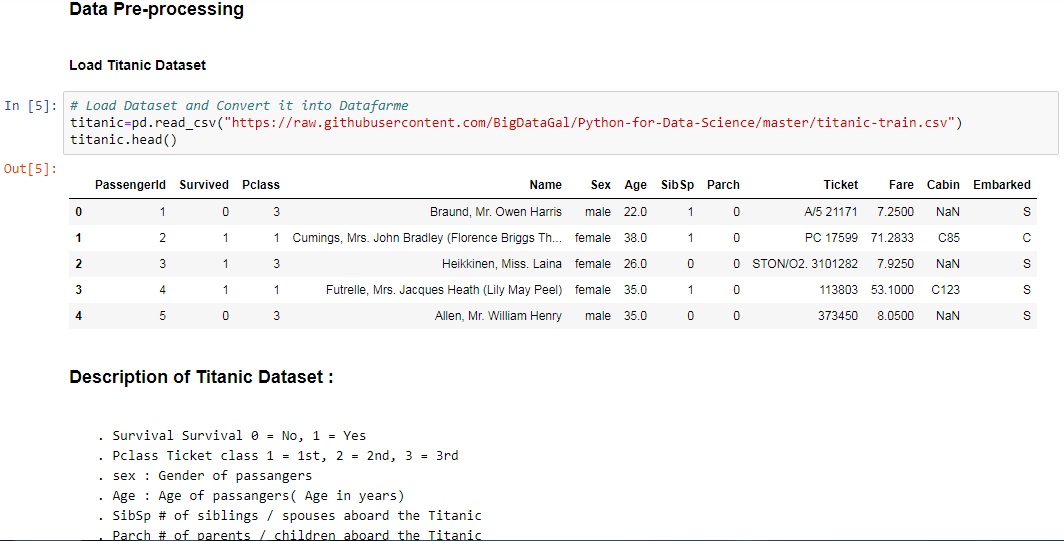 Data Pre-processing
Load Titanic Dataset
In [5]: # Load Dataset and Convert it into Datafarme
titanic=pd.read_csv("https://raw.githubusercontent.com/BigDataGal/Python-for-Data-Science/master/titanic-train.csv")
titanic.head()
Out[5]:
PassengerId Survived Pclass Name Sex Age SibSp Parch Ticket Fare Cabin Embarked
0 1 0 3 Braund, Mr. Owen Harris male 22.0 1 0 A/5 21171 7.2500 NaN S
1 2 1 1 Cumings, Mrs. John Bradley (Florence Briggs Th... female 38.0 1 0 PC 17599 71.2833 C85 C
2 3 1 3 Heikkinen, Miss. Laina female 26.0 0 0 STON/O2. 3101282 7.9250 NaN S
3 4 1 1 Futrelle, Mrs. Jacques Heath (Lily May Peel) female 35.0 1 0 113803 53.1000 C123 S
4 5 0 3 Allen, Mr. William Henry male 35.0 0 0 373450 8.0500 NaN S
Description of Titanic Dataset :
. Survival Survival 0 = No, 1 = Yes
. Pclass Ticket class 1 = 1st, 2 = 2nd, 3 = 3rd
. sex : Gender of passangers
. Age : Age of passangers( Age in years)
. SibSp # of siblings / spouses aboard the Titanic
. Parch # of parents / children aboard the Titanic